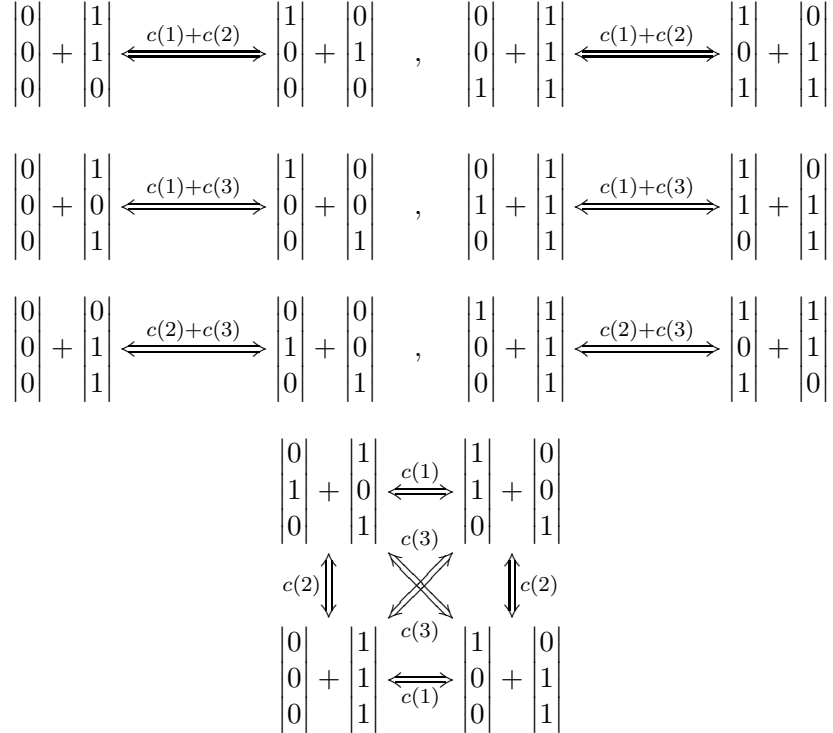 |0| |1| |1| |0| |0| |1| |1| |0|
c(1)+c(2) c(1)+c(2)
|0| + |1| ⟺ |0| + |1| , |0| + |1| ⟺ |0| + |1|
|0| |0| |0| |0| |1| |1| |1| |1|
|0| |1| |1| |0| |0| |1| |1| |0|
c(1)+c(3) c(1)+c(3)
|0| + |0| ⟺ |0| + |0| , |1| + |1| ⟺ |1| + |1|
|0| |1| |0| |1| |0| |1| |0| |1|
|0| |0| |0| |0| |1| |1| |1| |1|
c(2)+c(3) c(2)+c(3)
|0| + |1| ⟺ |1| + |0| , |0| + |1| ⟺ |0| + |1|
|0| |1| |0| |1| |0| |1| |1| |0|
|0| |1| |1| |0|
c(1)
|1| + |0| ⟺ |1| + |0|
|0| |1| |0| |1|
c(3)
c(2) c(2)
c(3)
|0| |1| |1| |0|
|0| + |1| ⟺ |0| + |1|
c(1)
|0| |1| |0| |1|